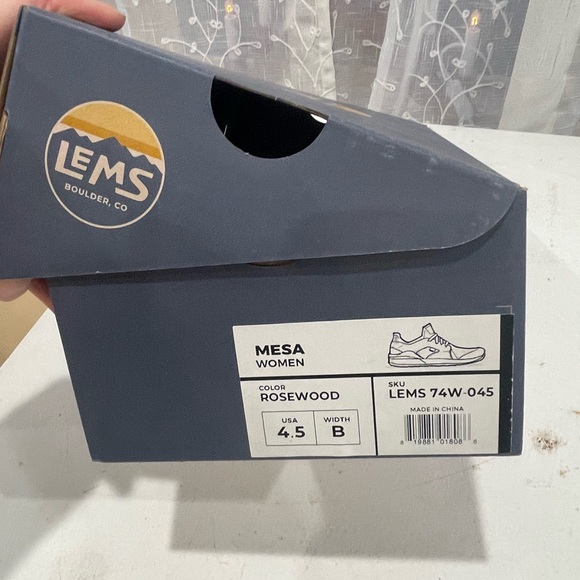 LEMS
BOULDER, CO
MESA
WOMEN
COLOR
ROSEWOOD
USA
4.5
WIDTH
B
SKU
LEMS 74W-045
MADE IN CHINA
8 19881 01808 8